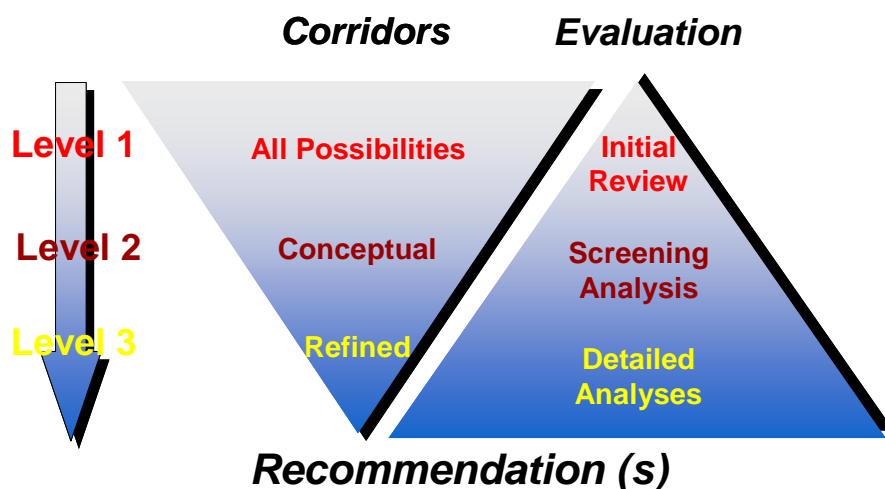 Corridors
Evaluation
Level 1
All Possibilities
Initial
Review
Level 2
Conceptual
Screening
Analysis
Level 3
Refined
Detailed
Analyses
Recommendation (s)